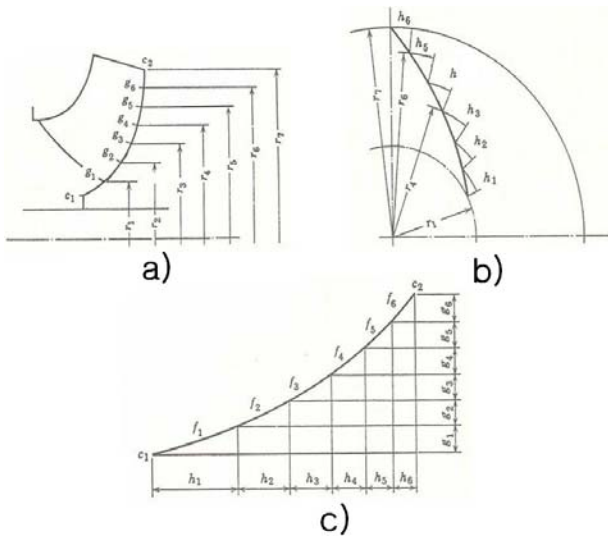 c₂
g₆
g₅
g₄
g₃
g₂
g₁
c₁
r₁
r₂
r₃
r₄
r₅
r₆
r₇
a)
h₆
h₅
h
h₃
h₂
h₁
r₇
r₆
r₄
r₁
b)
c₂
f₆
f₅
f₄
f₃
f₂
f₁
c₁
g₆
g₅
g₄
g₃
g₂
g₁
h₁ h₂ h₃ h₄ h₅ h₆
c)